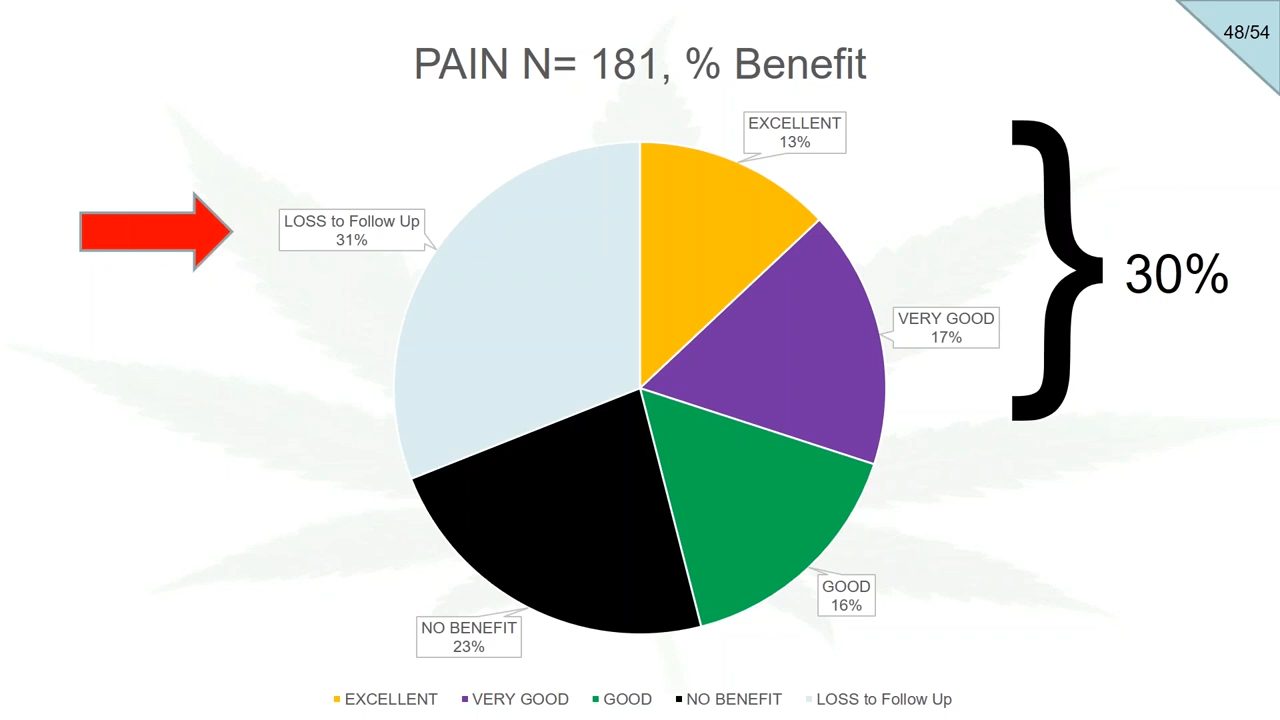 48/54
PAIN N= 181, % Benefit
EXCELLENT
13%
LOSS to Follow Up
31%
30%
VERY GOOD
17%
GOOD
16%
NO BENEFIT
23%
EXCELLENT VERY GOOD GOOD NO BENEFIT LOSS to Follow Up